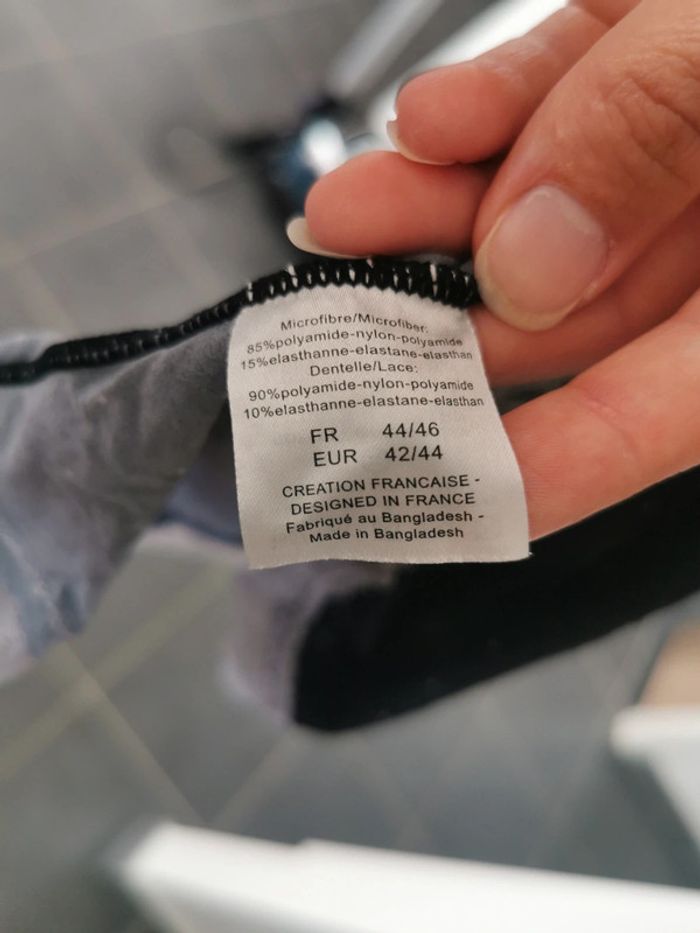 Microfibre/Microfiber:
85%polyamide-nylon-polyamide
15%elasthanne-elastane-elasthan
Dentelle/Lace:
90%polyamide-nylon-polyamide
10%elasthanne-elastane-elasthan
FR 44/46
EUR 42/44
CREATION FRANCAISE -
DESIGNED IN FRANCE
Fabriqué au Bangladesh -
Made in Bangladesh